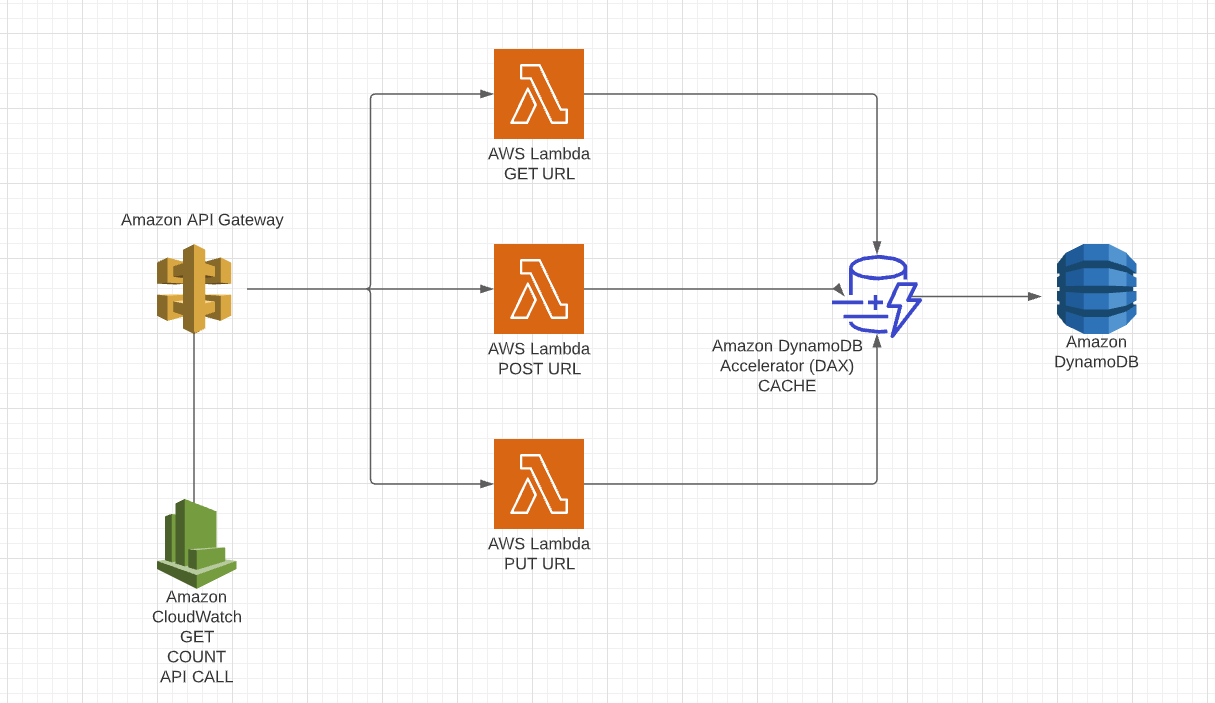 AWS Lambda
GET URL
Amazon API Gateway
AWS Lambda
POST URL
Amazon DynamoDB
Accelerator (DAX)
CACHE
Amazon
DynamoDB
AWS Lambda
PUT URL
Amazon
CloudWatch
GET
COUNT
API CALL